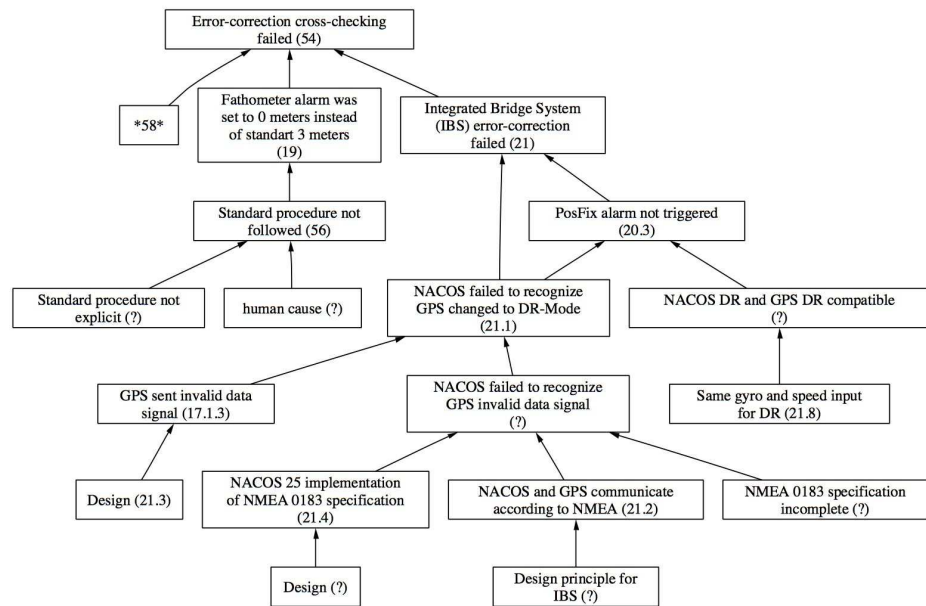 Error-correction cross-checking
failed (54)
*58*
Fathometer alarm was
set to 0 meters instead
of standart 3 meters
(19)
Integrated Bridge System
(IBS) error-correction
failed (21)
Standard procedure not
followed (56)
PosFix alarm not triggered
(20.3)
Standard procedure not
explicit (?)
human cause (?)
NACOS failed to recognize
GPS changed to DR-Mode
(21.1)
NACOS DR and GPS DR compatible
(?)
GPS sent invalid data
signal (17.1.3)
NACOS failed to recognize
GPS invalid data signal
(?)
Same gyro and speed input
for DR (21.8)
Design (21.3)
NACOS 25 implementation
of NMEA 0183 specification
(21.4)
NACOS and GPS communicate
according to NMEA (21.2)
NMEA 0183 specification
incomplete (?)
Design (?)
Design principle for
IBS (?)